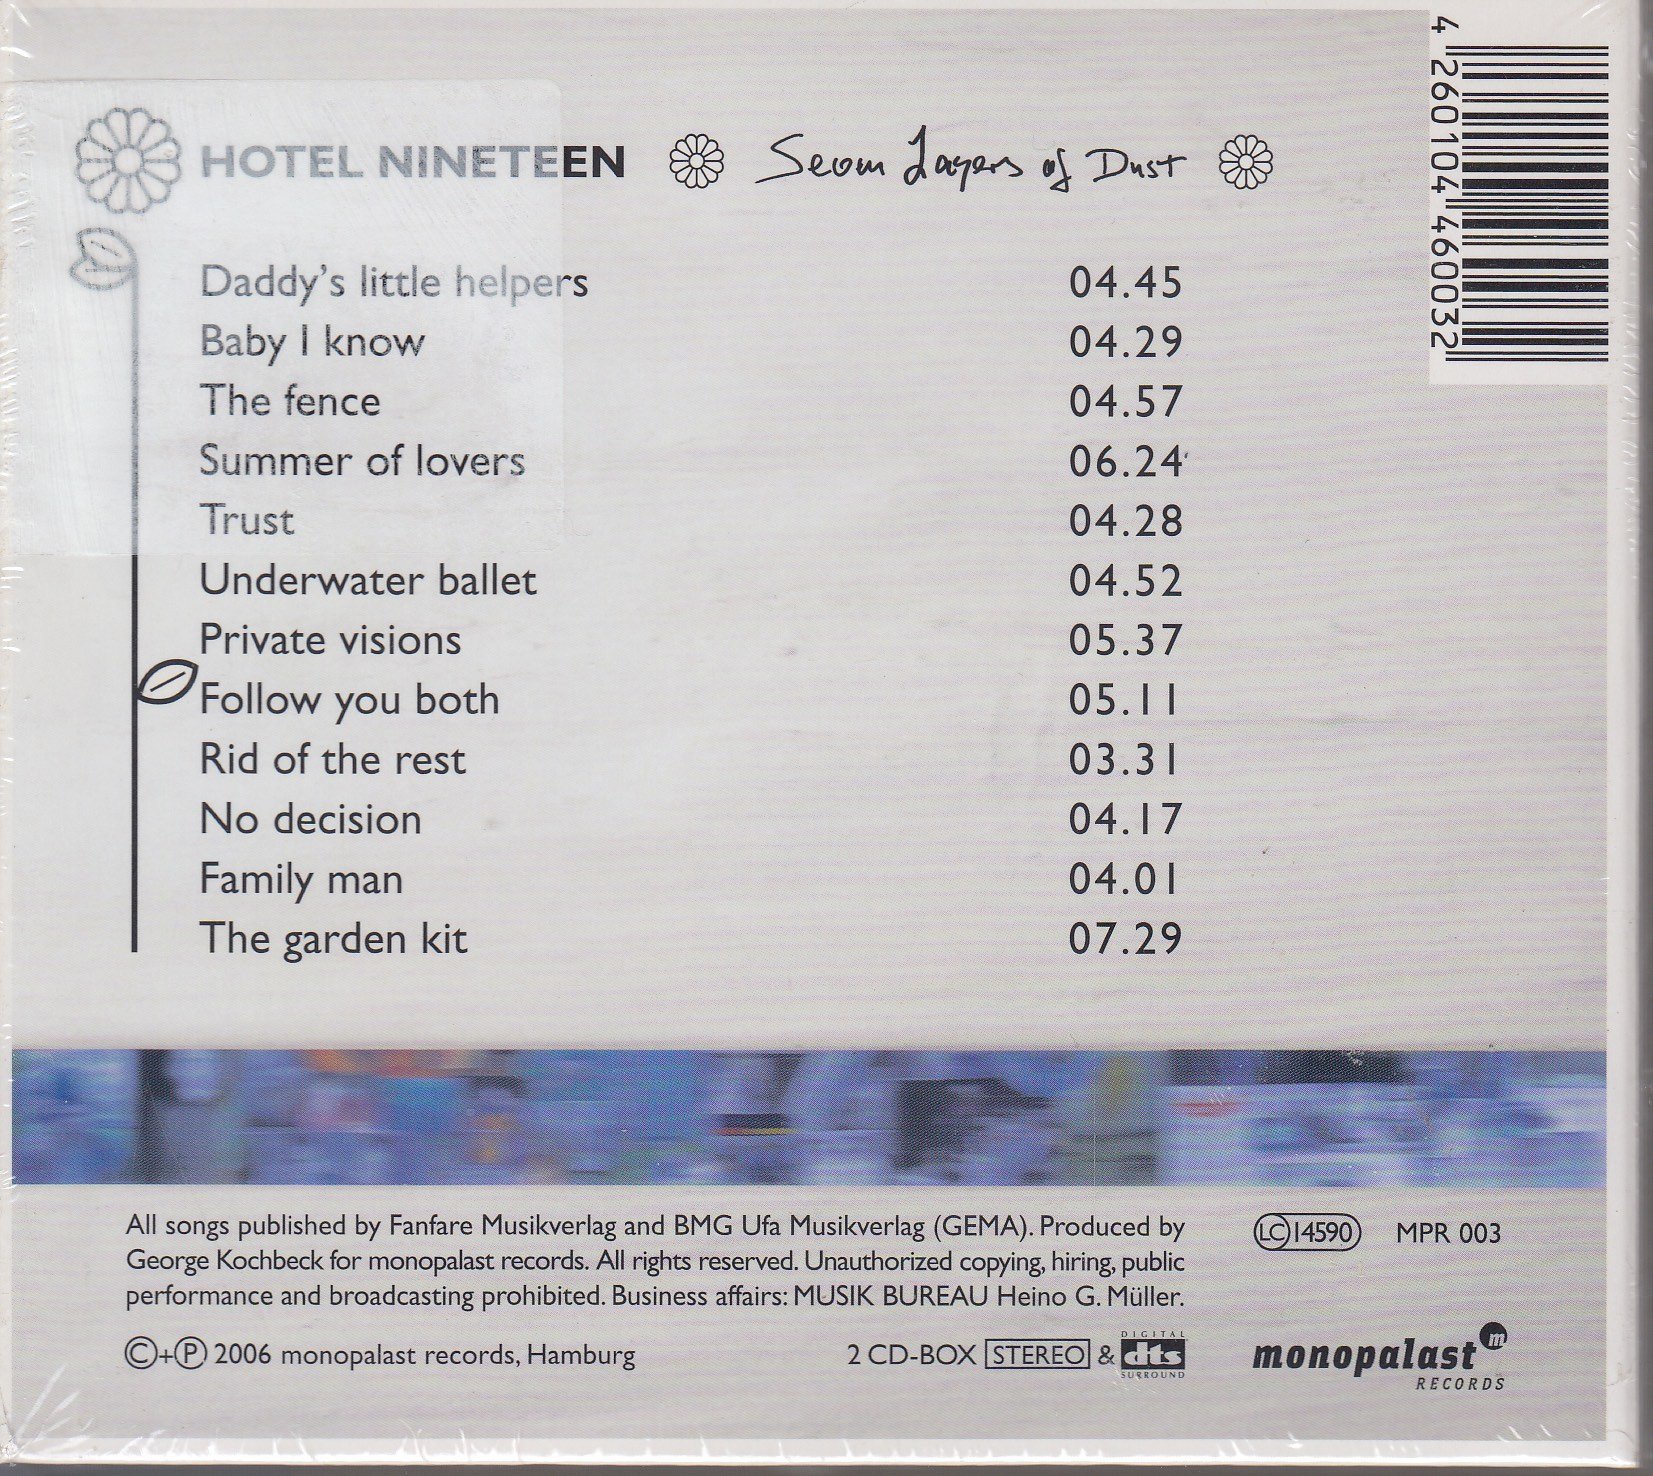 HOTEL NINETEEN Seven Layers of Dust
Daddy's little helpers 04.45
Baby I know 04.29
The fence 04.57
Summer of lovers 06.24
Trust 04.28
Underwater ballet 04.52
Private visions 05.37
Follow you both 05.11
Rid of the rest 03.31
No decision 04.17
Family man 04.01
The garden kit 07.29
4 260104 460032
All songs published by Fanfare Musikverlag and BMG Ufa Musikverlag (GEMA). Produced by
George Kochbeck for monopalast records. All rights reserved. Unauthorized copying, hiring, public
performance and broadcasting prohibited. Business affairs: MUSIK BUREAU Heino G. Müller.
LC 14590 MPR 003
©+℗ 2006 monopalast records, Hamburg
2 CD-BOX STEREO & DIGITAL dts SURROUND
monopalast m
RECORDS